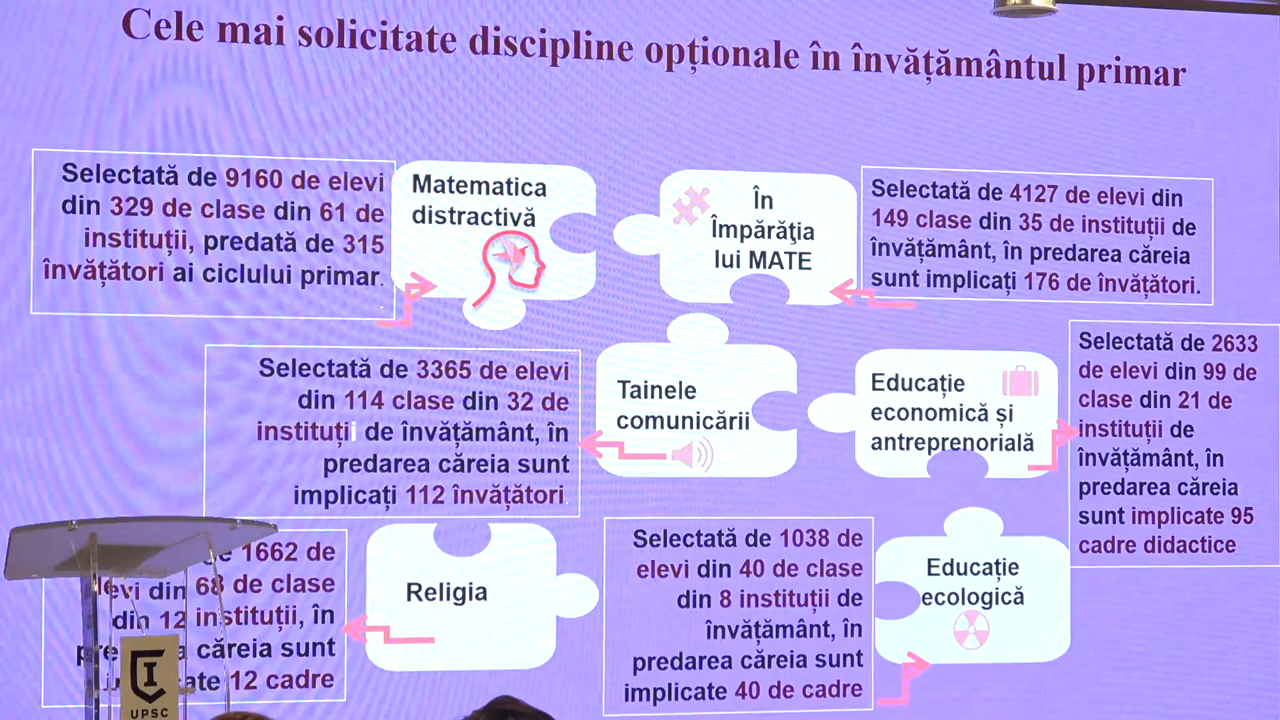 Cele mai solicitate discipline opționale în învățământul primar
Selectată de 9160 de elevi
din 329 de clase din 61 de
instituții, predată de 315
învățători ai ciclului primar.
Matematica
distractivă
În
Împărăţia
lui MATE
Selectată de 4127 de elevi din
149 clase din 35 de instituții de
învățământ, în predarea căreia
sunt implicați 176 de învățători.
Selectată de 3365 de elevi
din 114 clase din 32 de
instituții de învățământ, în
predarea căreia sunt
implicați 112 învățători.
Tainele
comunicării
Educație
economică și
antreprenorială
Selectată de 2633
de elevi din 99 de
clase din 21 de
instituții de
învățământ, în
predarea căreia
sunt implicate 95
cadre didactice
1662 de
elevi din 68 de clase
din 12 instituții, în
căreia sunt
12 cadre
Religia
Selectată de 1038 de
elevi din 40 de clase
din 8 instituții de
învățământ, în
predarea căreia sunt
implicate 40 de cadre
Educație
ecologică
UPSC